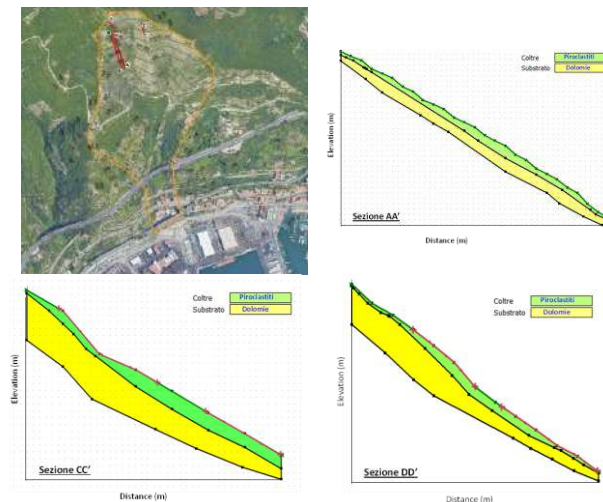 Coltre Piroclastiti
Substrato Dolomie
Elevation (m)
Sezione AA'
Distance (m)
Coltre Piroclastiti
Substrato Dolomie
Elevation (m)
Sezione CC'
Distance (m)
Coltre Piroclastiti
Substrato Dolomie
Elevation (m)
Sezione DD'
Distance (m)